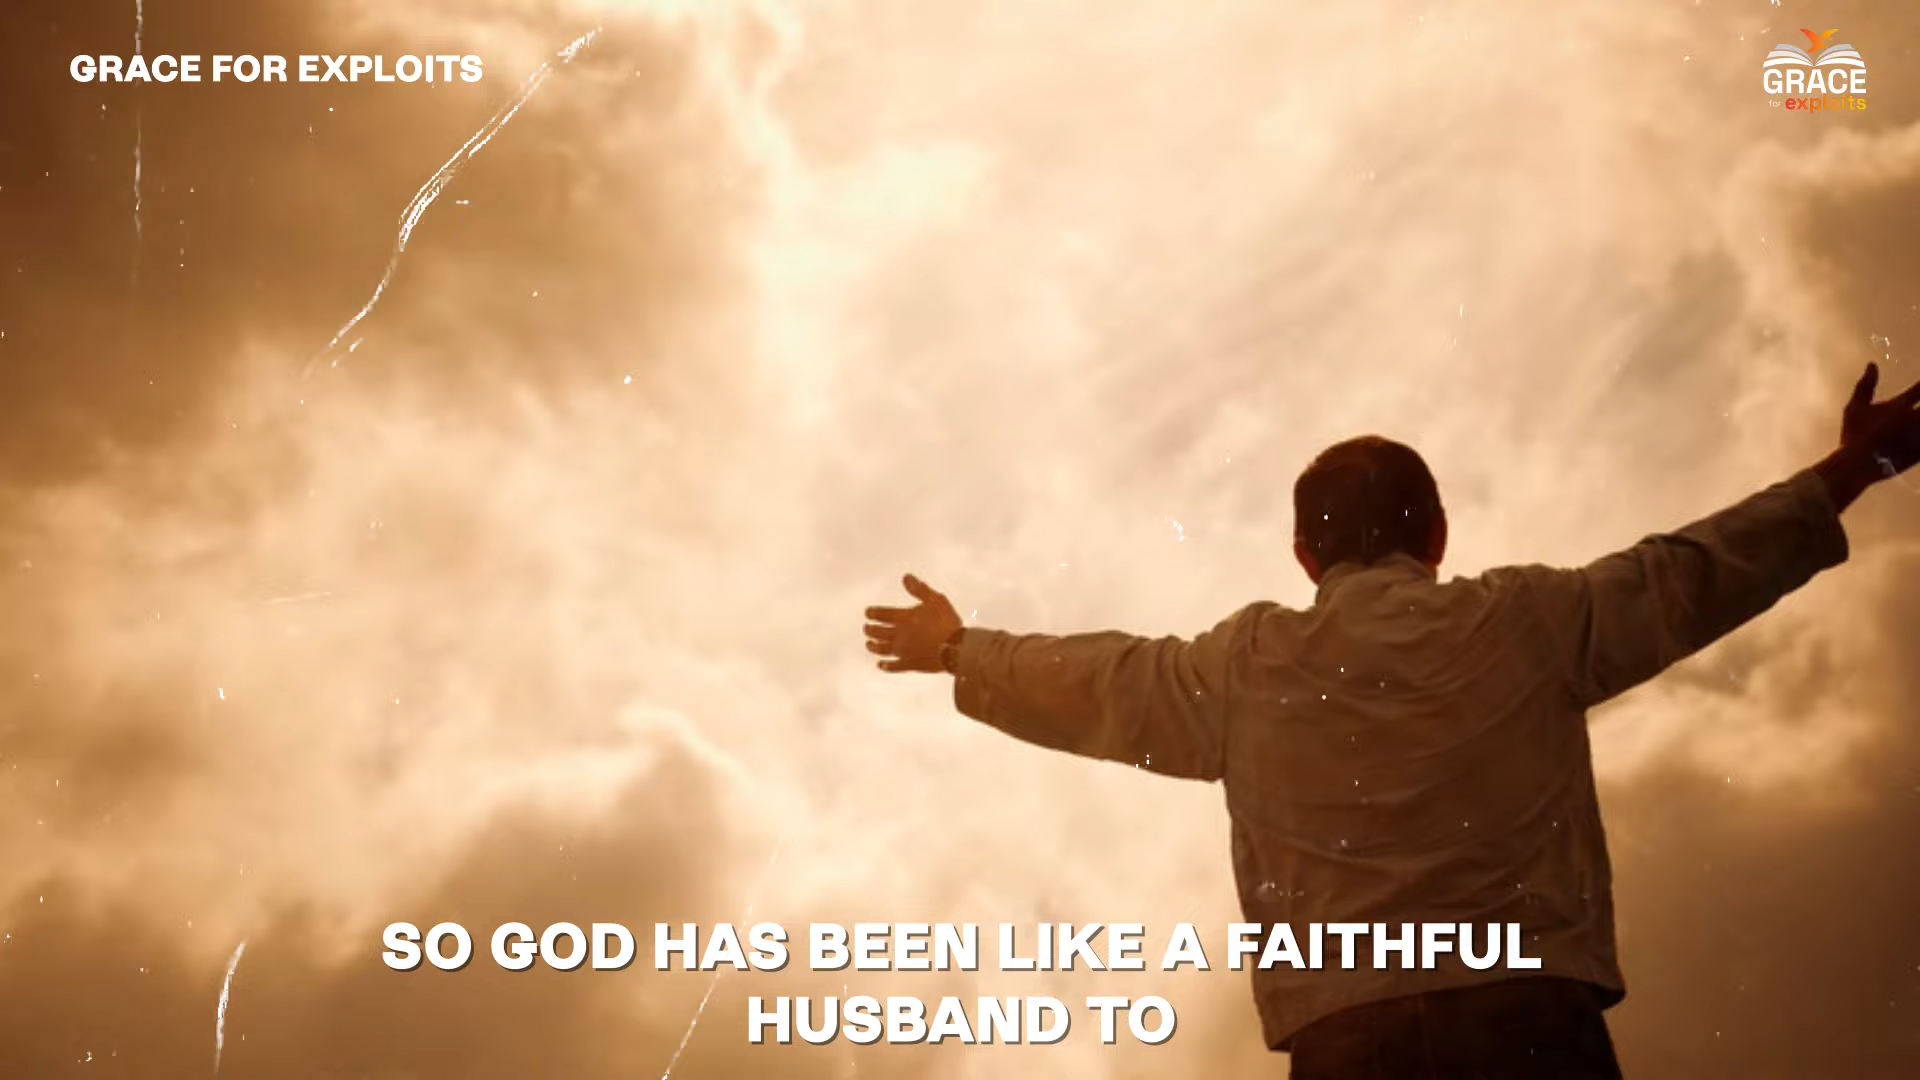 GRACE FOR EXPLOITS
GRACE
for exploits
SO GOD HAS BEEN LIKE A FAITHFUL
HUSBAND TO